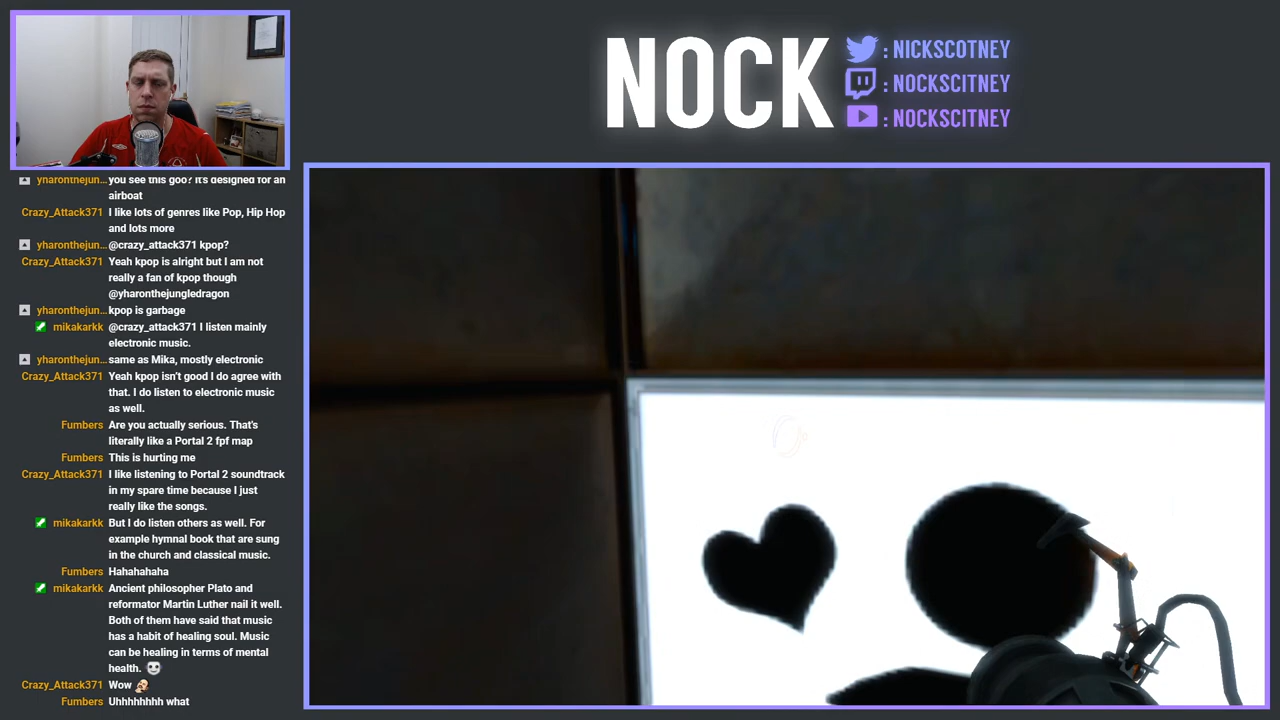 NOCK
: NICKSCOTNEY
: NOCKSCITNEY
: NOCKSCITNEY
yharonthejun... you see this goo? it's designed for an
airboat
Crazy_Attack371 I like lots of genres like Pop, Hip Hop
and lots more
yharonthejun... @crazy_attack371 kpop?
Crazy_Attack371 Yeah kpop is alright but I am not
really a fan of kpop though
@yharonthejungledragon
yharonthejun... kpop is garbage
mikakarkk @crazy_attack371 I listen mainly
electronic music.
yharonthejun... same as Mika, mostly electronic
Crazy_Attack371 Yeah kpop isn't good I do agree with
that. I do listen to electronic music
as well.
Fumbers Are you actually serious. That's
literally like a Portal 2 fpf map
Fumbers This is hurting me
Crazy_Attack371 I like listening to Portal 2 soundtrack
in my spare time because I just
really like the songs.
mikakarkk But I do listen others as well. For
example hymnal book that are sung
in the church and classical music.
Fumbers Hahahahaha
mikakarkk Ancient philosopher Plato and
reformator Martin Luther nail it well.
Both of them have said that music
has a habit of healing soul. Music
can be healing in terms of mental
health.
Crazy_Attack371 Wow
Fumbers Uhhhhhhhh what